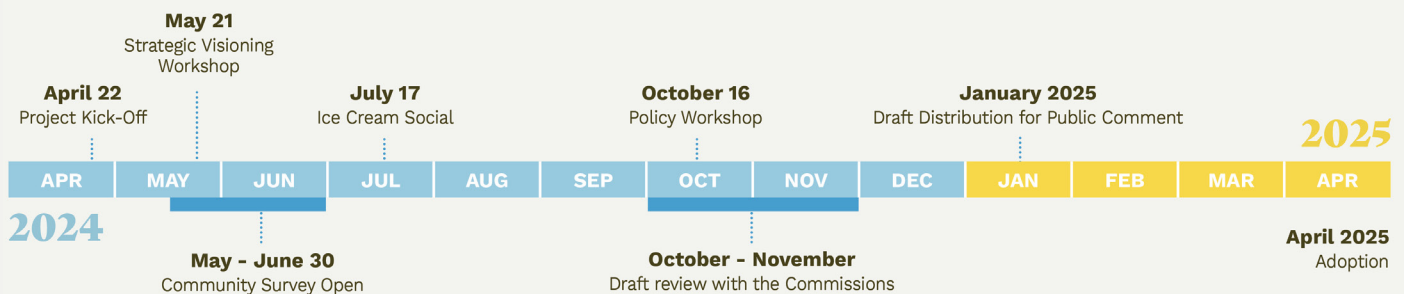 May 21
Strategic Visioning
Workshop
April 22
Project Kick-Off
July 17
Ice Cream Social
October 16
Policy Workshop
January 2025
Draft Distribution for Public Comment
2025
APR MAY JUN JUL AUG SEP OCT NOV DEC JAN FEB MAR APR
2024
May - June 30
Community Survey Open
October - November
Draft review with the Commissions
April 2025
Adoption